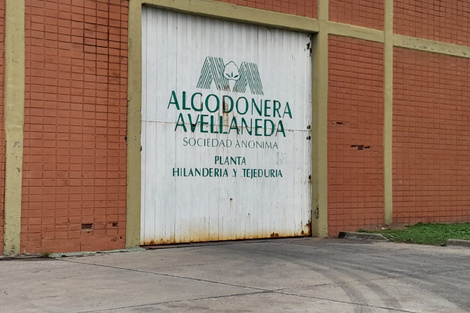 ALGODONERA
AVELLANEDA
SOCIEDAD ANONIMA
PLANTA
HILANDERIA Y TEJEDURIA